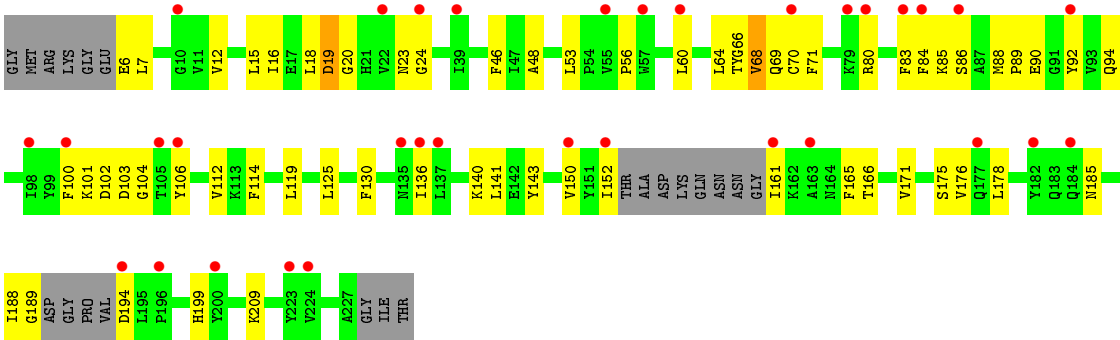 GLY MET ARG LYS GLY GLU E6 L7 G10 V11 V12 L15 I16 E17 L18 D19 G20 H21 V22 N23 G24 I39 F46 I47 A48 L53 P54 V55 P56 W57 L60 L64 TYG66 V68 Q69 C70 F71 K79 R80 F83 F84 K85 S86 A87 M88 P89 E90 G91 Y92 V93 Q94
I98 Y99 F100 K101 D102 D103 G104 T105 Y106 V112 K113 F114 L119 L125 F130 N135 I136 L137 K140 L141 E142 Y143 V150 Y151 I152 THR ALA ASP LYS GLN ASN ASN GLY I161 K162 A163 N164 F165 T166 V171 S175 V176 Q177 L178 Y182 Q183 Q184 N185
I188 G189 ASP GLY PRO VAL D194 L195 P196 H199 Y200 K209 Y223 V224 A227 GLY ILE THR